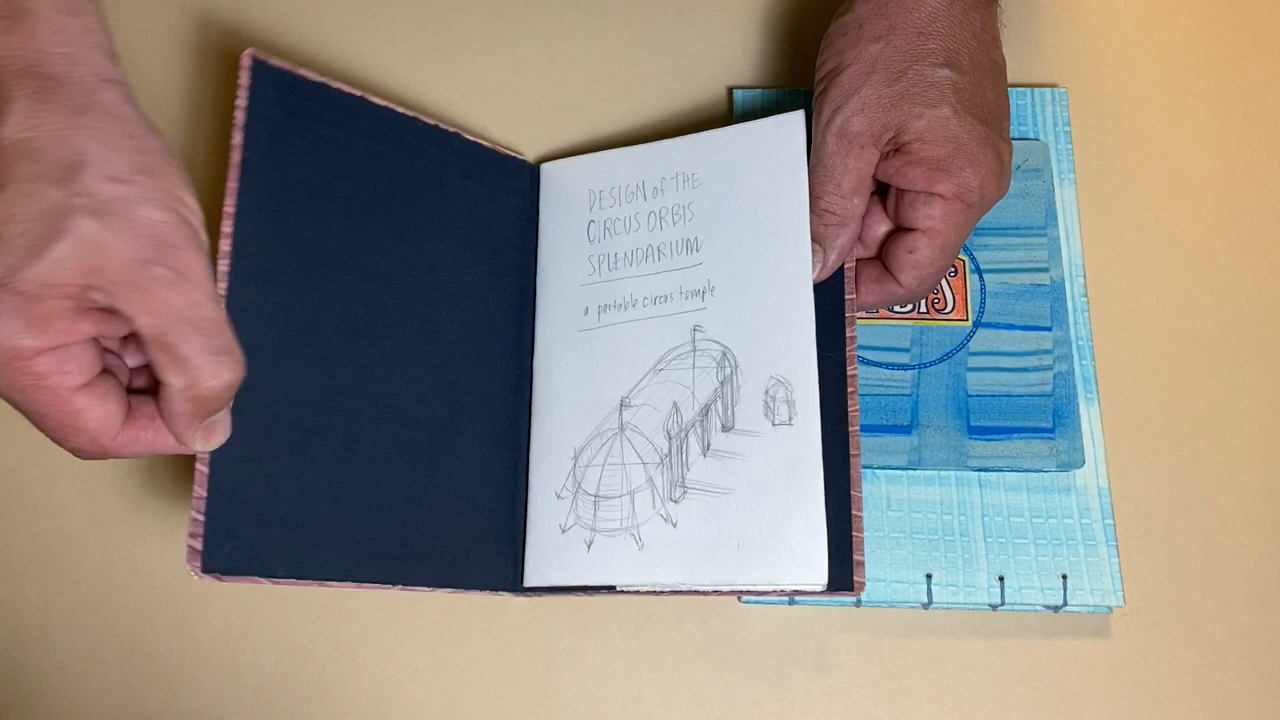 DESIGN of THE
CIRCUS ORBIS
SPLENDARIUM
a portable circus temple